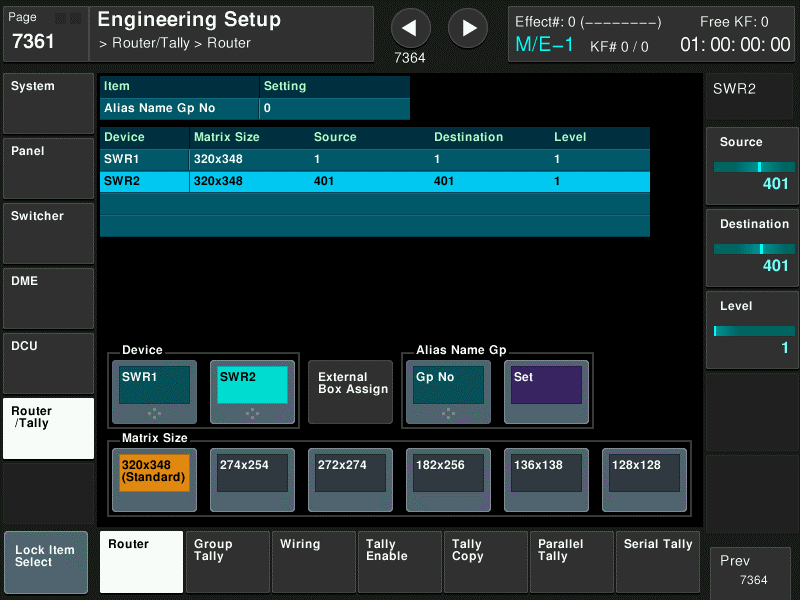 Page
7361
Engineering Setup
> Router/Tally > Router
7364
Effect#: 0 (--------)
Free KF: 0
M/E-1
KF# 0 / 0
01: 00: 00: 00
System
Panel
Switcher
DME
DCU
Router
/Tally
Lock Item
Select
Item Setting
Alias Name Gp No 0
Device Matrix Size Source Destination Level
SWR1 320x348 1 1 1
SWR2 320x348 401 401 1
Device
SWR1
SWR2
External
Box Assign
Alias Name Gp
Gp No
Set
Matrix Size
320x348
(Standard)
274x254
272x274
182x256
136x138
128x128
Router
Group
Tally
Wiring
Tally
Enable
Tally
Copy
Parallel
Tally
Serial Tally
SWR2
Source
401
Destination
401
Level
1
Prev
7364